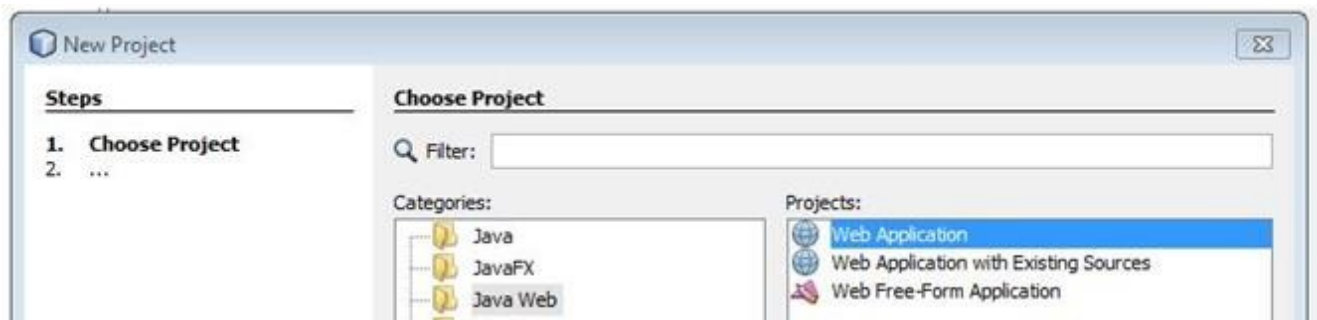 New Project
Steps
1. Choose Project
2. ...
Choose Project
Filter:
Categories:
Java
JavaFX
Java Web
Projects:
Web Application
Web Application with Existing Sources
Web Free-Form Application